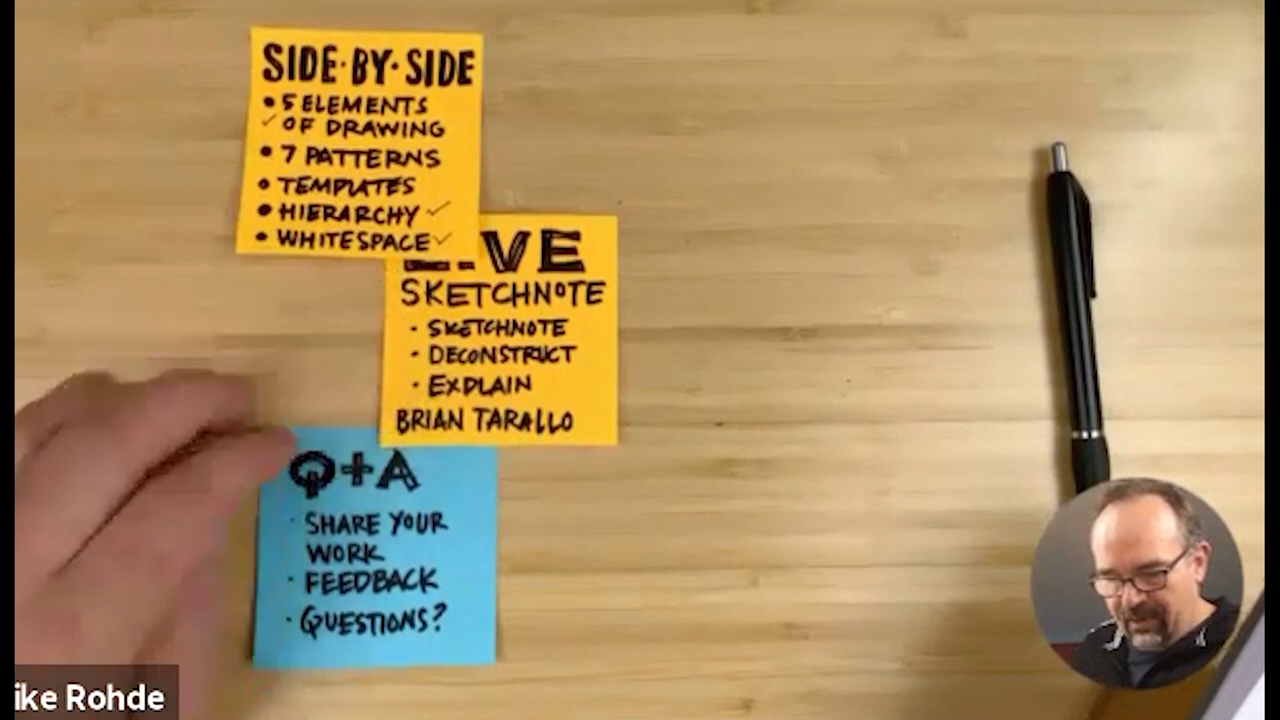 SIDE·BY·SIDE
• 5 ELEMENTS
✓ OF DRAWING
• 7 PATTERNS
• TEMPLATES
• HIERARCHY ✓
• WHITESPACE ✓
SKETCHNOTE
· SKETCHNOTE
· DECONSTRUCT
· EXPLAIN
BRIAN TARALLO
Q+A
· SHARE YOUR
WORK
· FEEDBACK
· QUESTIONS?
ike Rohde